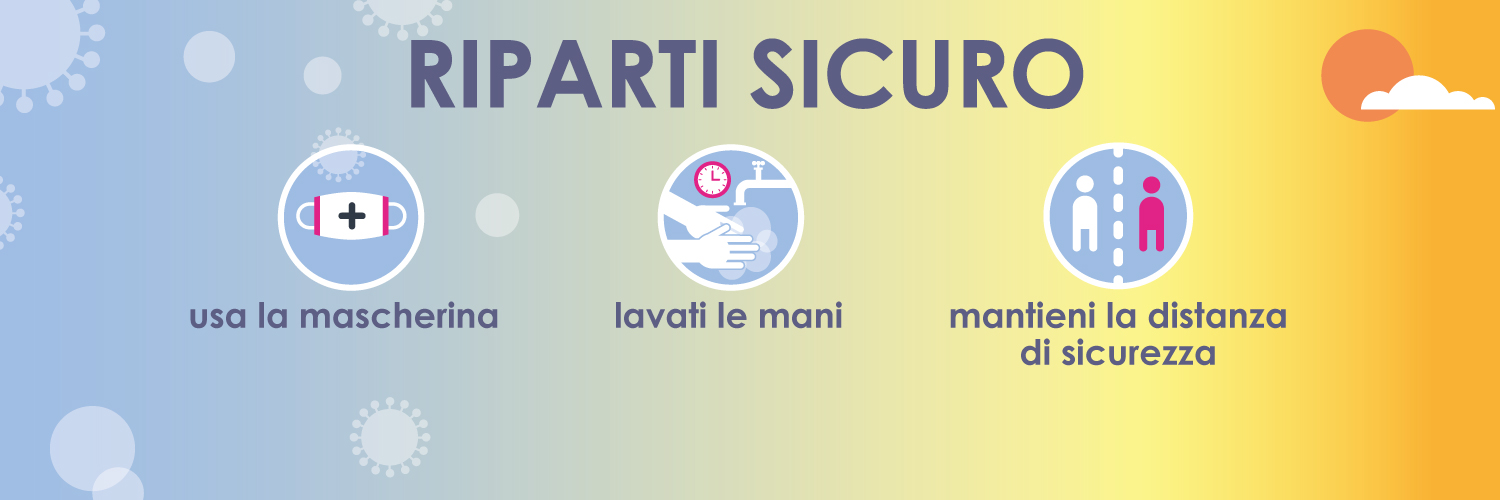 RIPARTI SICURO
usa la mascherina
lavati le mani
mantieni la distanza
di sicurezza